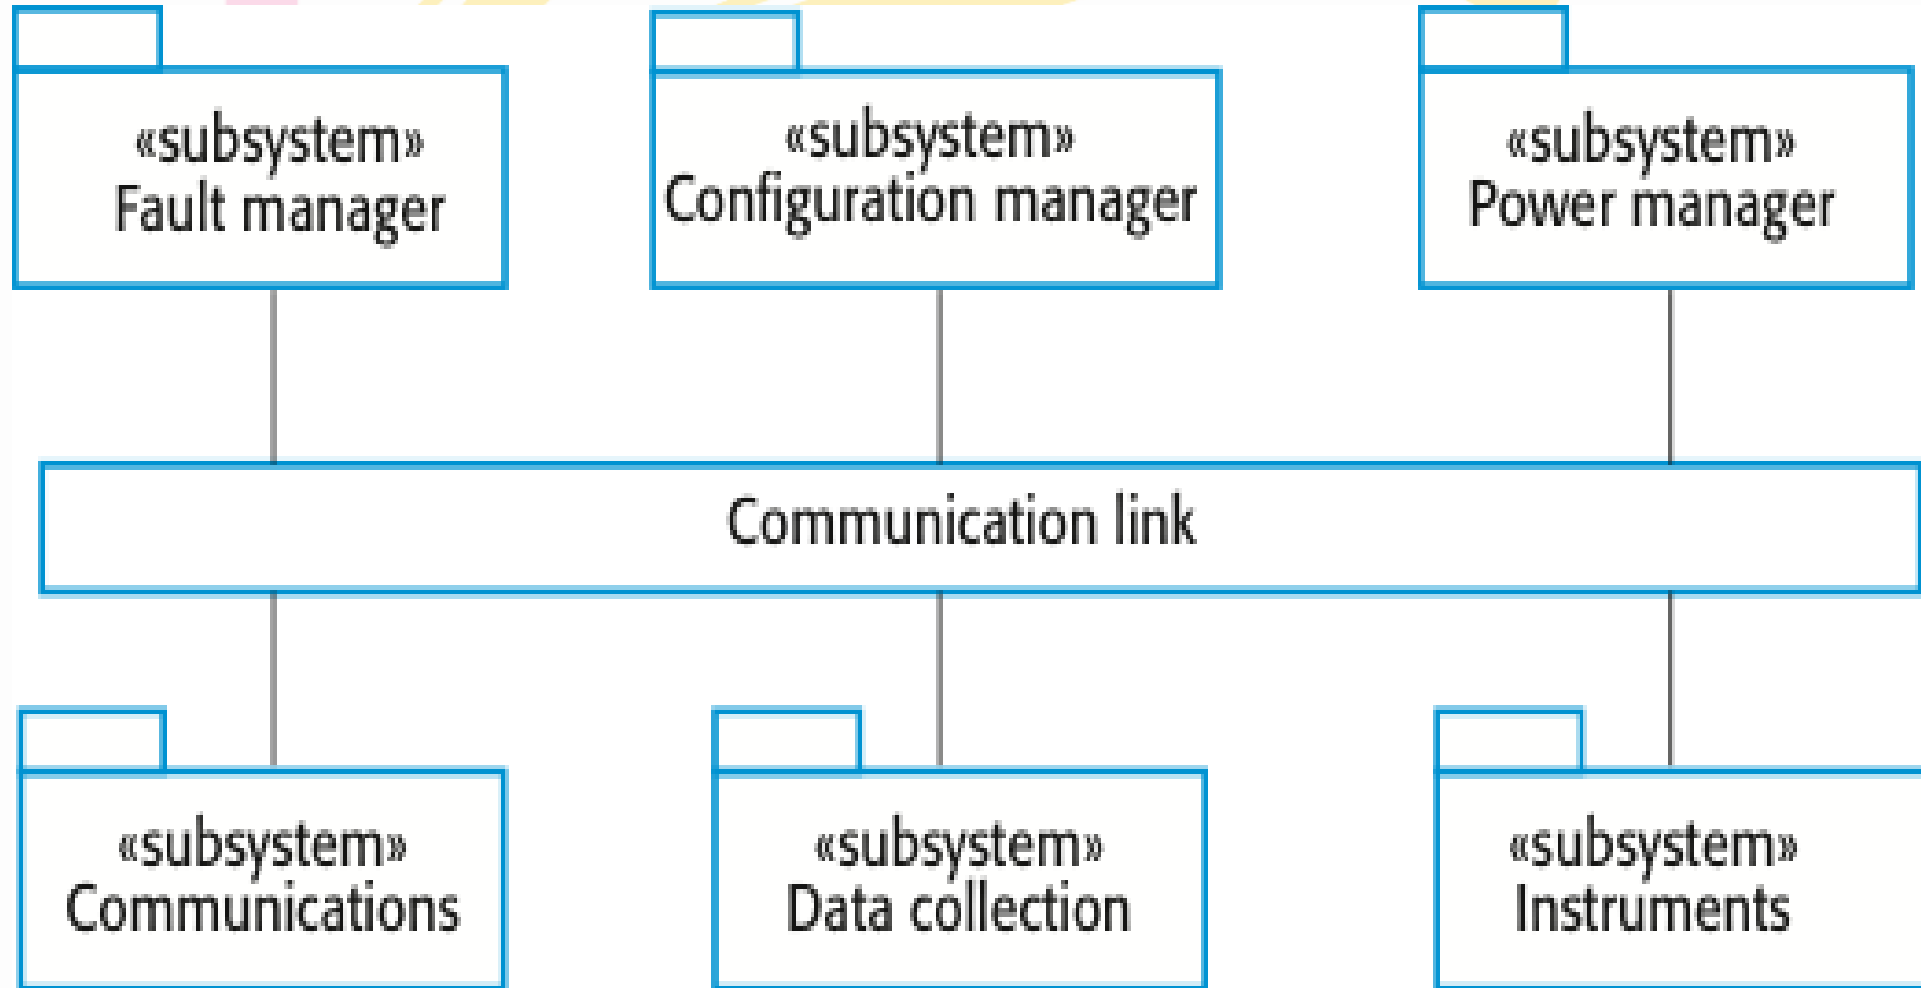 «subsystem»
Fault manager
«subsystem»
Configuration manager
«subsystem»
Power manager
Communication link
«subsystem»
Communications
«subsystem»
Data collection
«subsystem»
Instruments